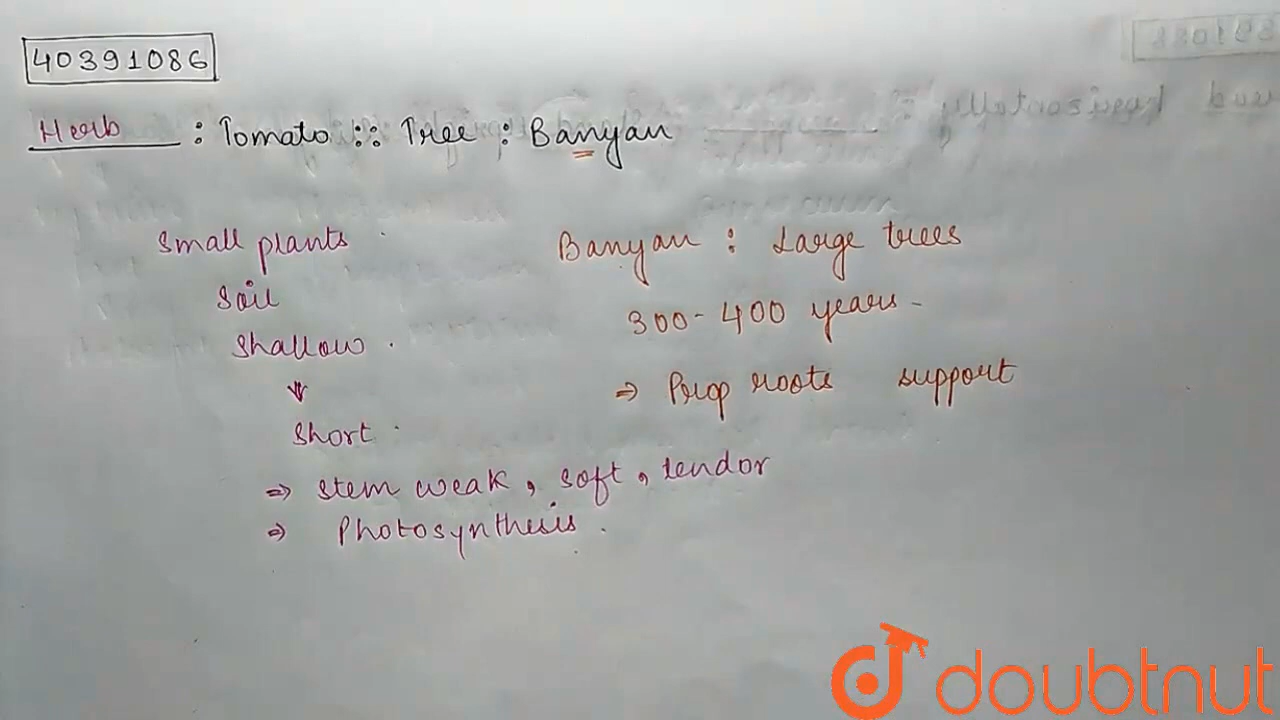 40391086
Herb : Tomato :: Tree : Banyan
Small plants
Soil
Shallow.
Short.
⇒ Stem weak, soft, tendor
⇒ Photosynthesis.
Banyan : Large trees
300-400 years-
⇒ Prop roots support
doubtnut